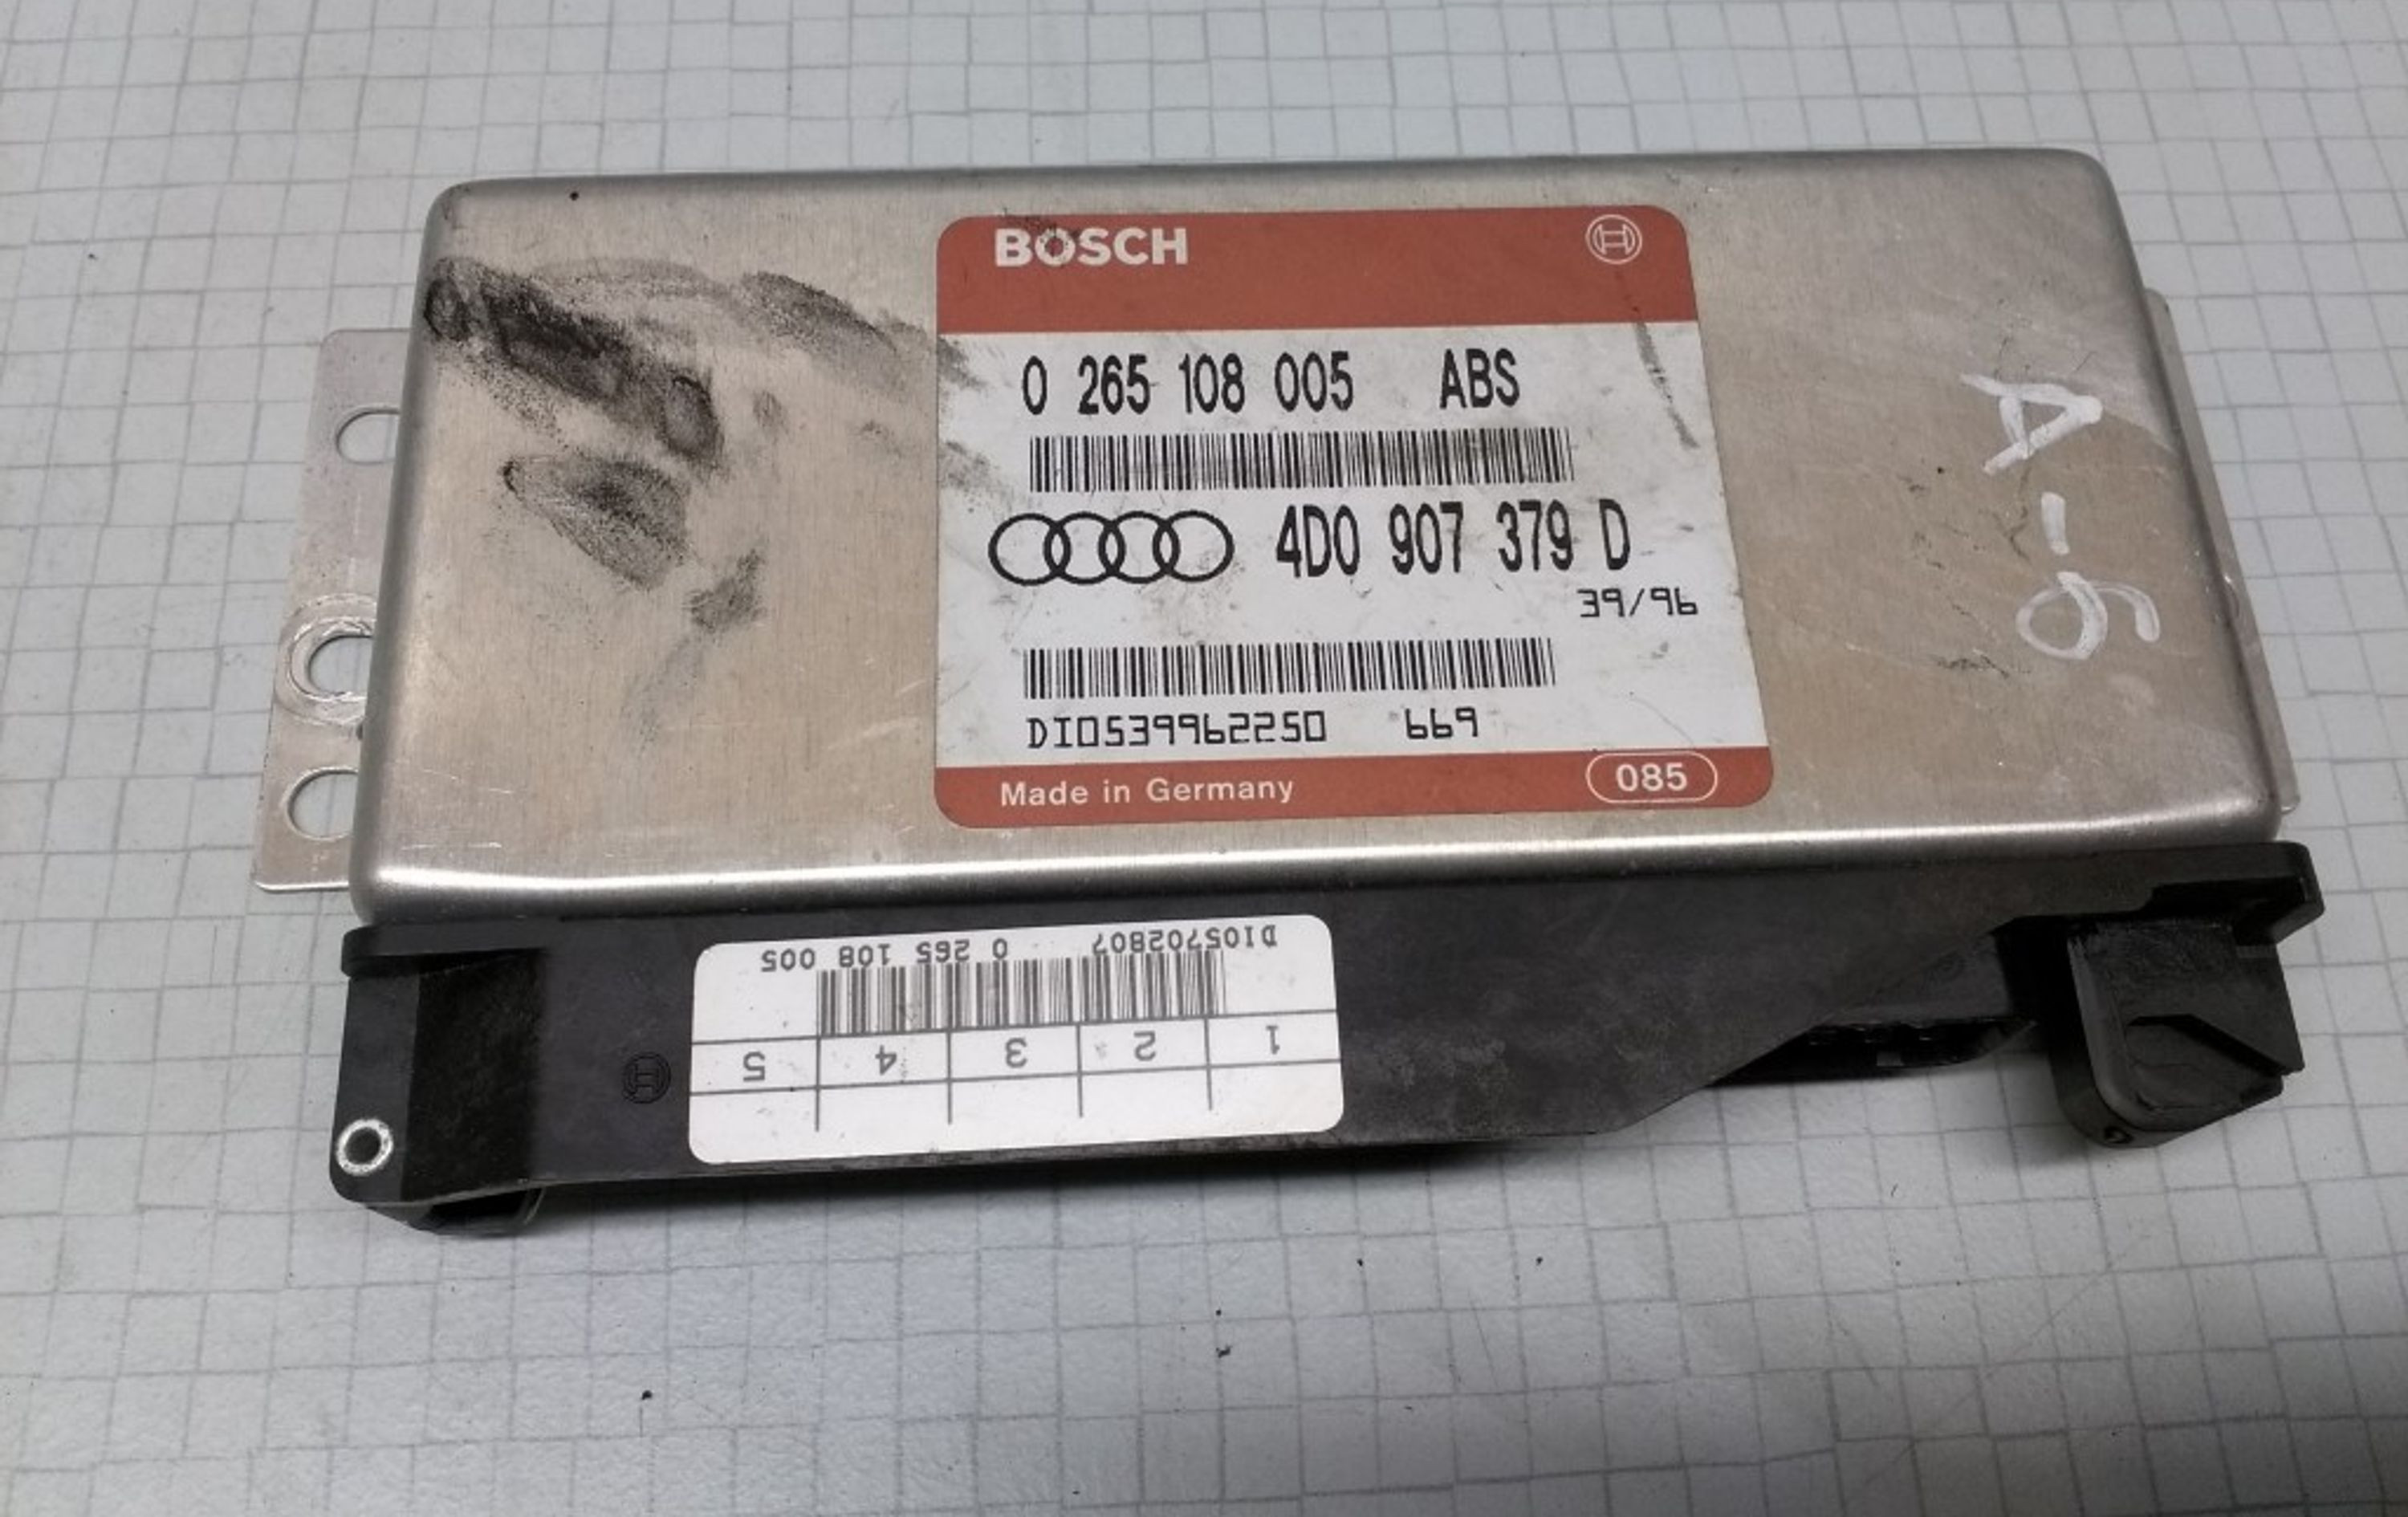 BOSCH
0 265 108 005 ABS
4D0 907 379 D
39/96
DI0539962250 669
Made in Germany 085
A-6
DI05702807 0 265 108 005
1 2 3 4 5